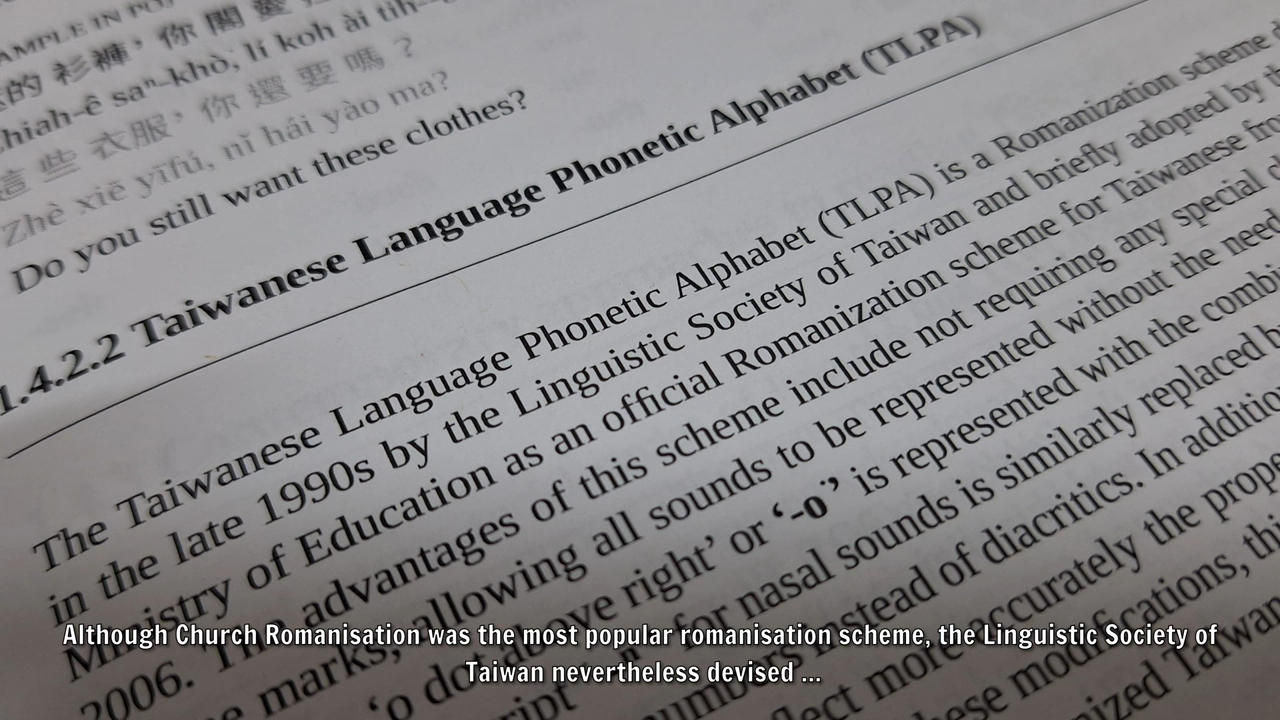 AMPLE IN PO
的 衫褲，你 閣 愛
hiah-ê saⁿ-khò͘, lí koh ài tih--
這 些 衣服，你 還 要 嗎？
Zhè xiē yīfú, nǐ hái yào ma?
Do you still want these clothes?
1.4.2.2 Taiwanese Language Phonetic Alphabet (TLPA)
The Taiwanese Language Phonetic Alphabet (TLPA) is a Romanization scheme
in the late 1990s by the Linguistic Society of Taiwan and briefly adopted by
Ministry of Education as an official Romanization scheme for Taiwanese
2006. The advantages of this scheme include not requiring any special
marks, allowing all sounds to be represented without the need
'o dot above right' or '-o͘' is represented with the
for nasal sounds is similarly replaced
numbers instead of diacritics. In
more accurately the
these modifications,
Although Church Romanisation was the most popular romanisation scheme, the Linguistic Society of
Taiwan nevertheless devised ...